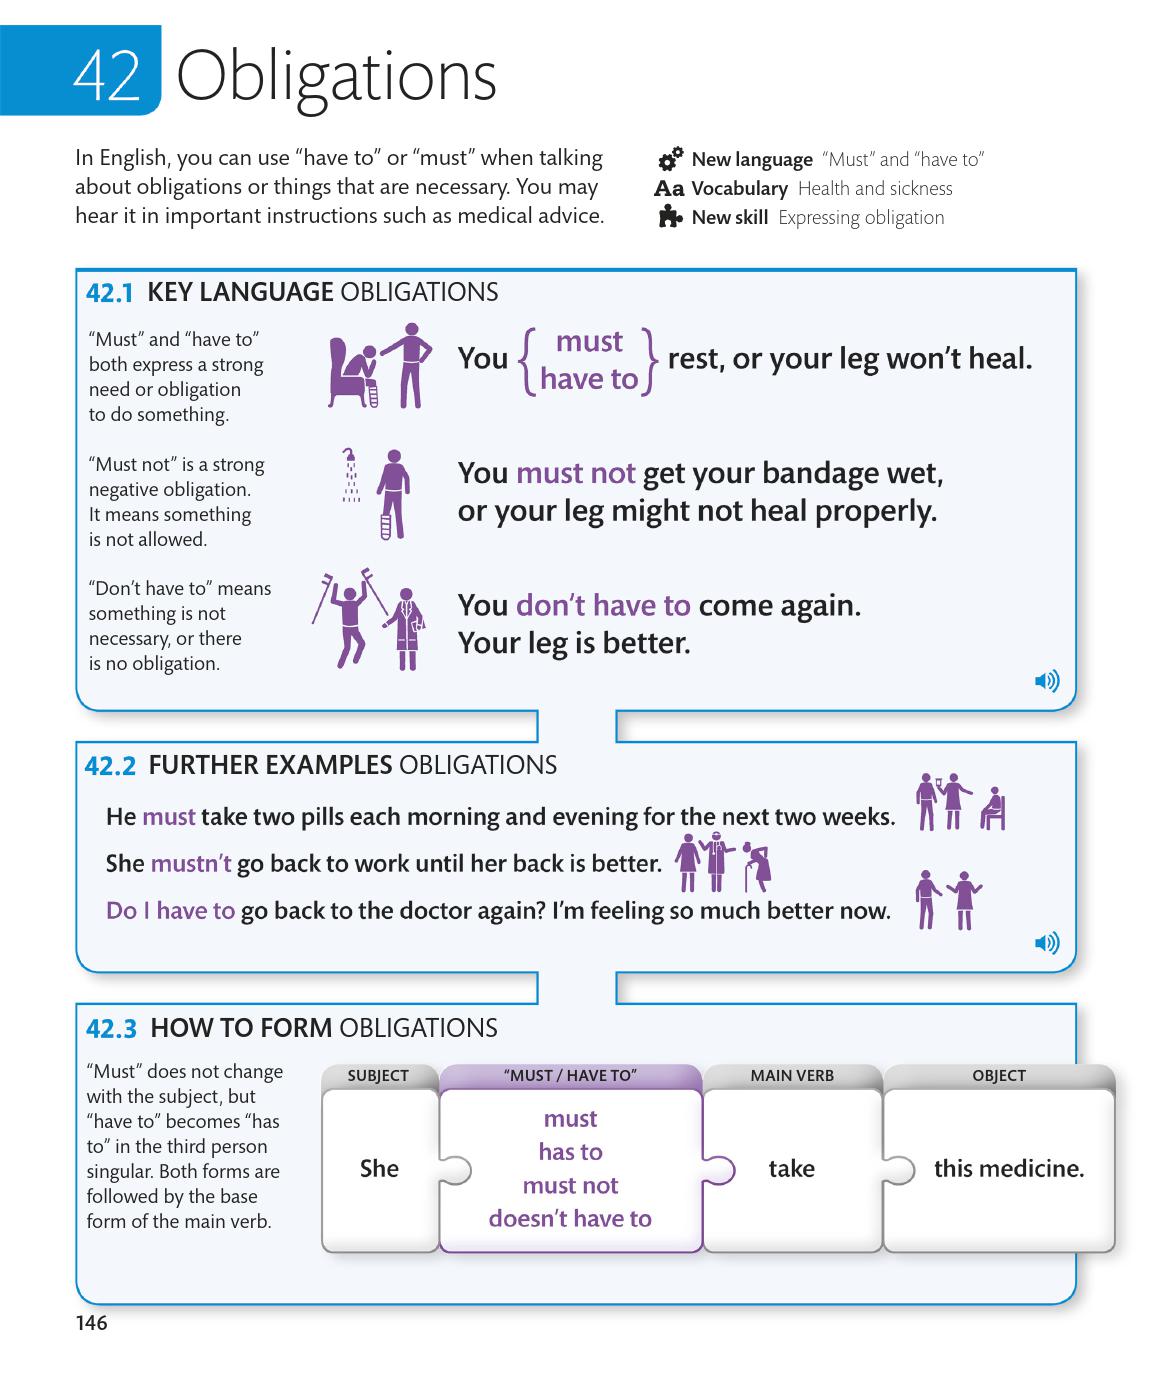 42 Obligations
In English, you can use “have to” or “must” when talking
about obligations or things that are necessary. You may
hear it in important instructions such as medical advice.
New language “Must” and “have to”
Aa Vocabulary Health and sickness
New skill Expressing obligation
42.1 KEY LANGUAGE OBLIGATIONS
“Must” and “have to”
both express a strong
need or obligation
to do something.
You { must / have to } rest, or your leg won’t heal.
“Must not” is a strong
negative obligation.
It means something
is not allowed.
You must not get your bandage wet,
or your leg might not heal properly.
“Don’t have to” means
something is not
necessary, or there
is no obligation.
You don’t have to come again.
Your leg is better.
42.2 FURTHER EXAMPLES OBLIGATIONS
He must take two pills each morning and evening for the next two weeks.
She mustn’t go back to work until her back is better.
Do I have to go back to the doctor again? I’m feeling so much better now.
42.3 HOW TO FORM OBLIGATIONS
“Must” does not change
with the subject, but
“have to” becomes “has
to” in the third person
singular. Both forms are
followed by the base
form of the main verb.
SUBJECT
“MUST / HAVE TO”
MAIN VERB
OBJECT
She
must
has to
must not
doesn’t have to
take
this medicine.
146